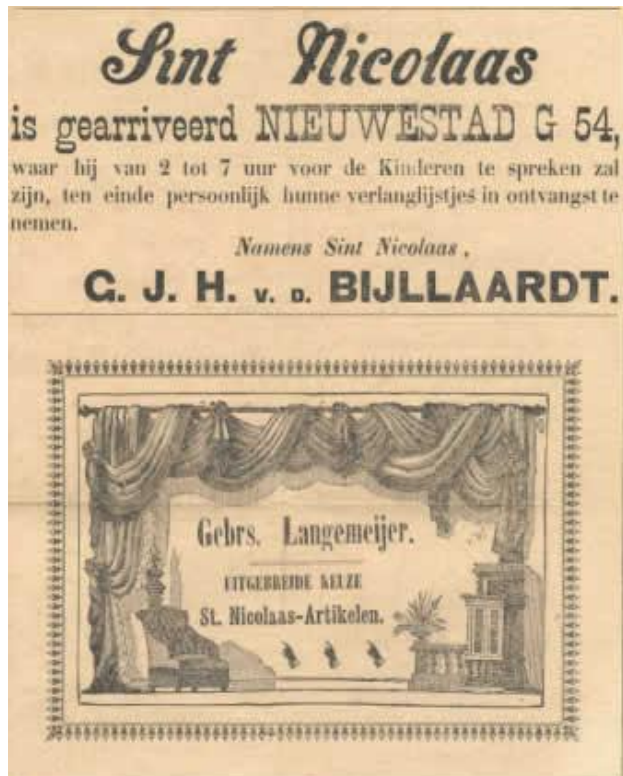 Sint Nicolaas
is gearriveerd NIEUWESTAD G 54,
waar hij van 2 tot 7 uur voor de Kinderen te spreken zal
zijn, ten einde persoonlijk hunne verlanglijstjes in ontvangst te
nemen.
Namens Sint Nicolaas,
G. J. H. v. D. BIJLLAARDT.
Gebrs. Langemeijer.
UITGEBREIDE KEUZE
St. Nicolaas-Artikelen.